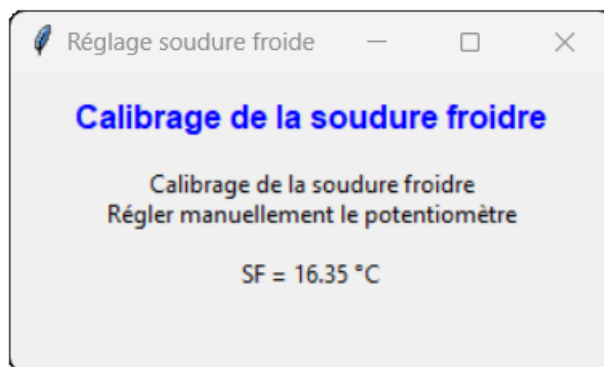 Réglage soudure froide
Calibrage de la soudure froidre
Calibrage de la soudure froidre
Régler manuellement le potentiomètre
SF = 16.35 °C